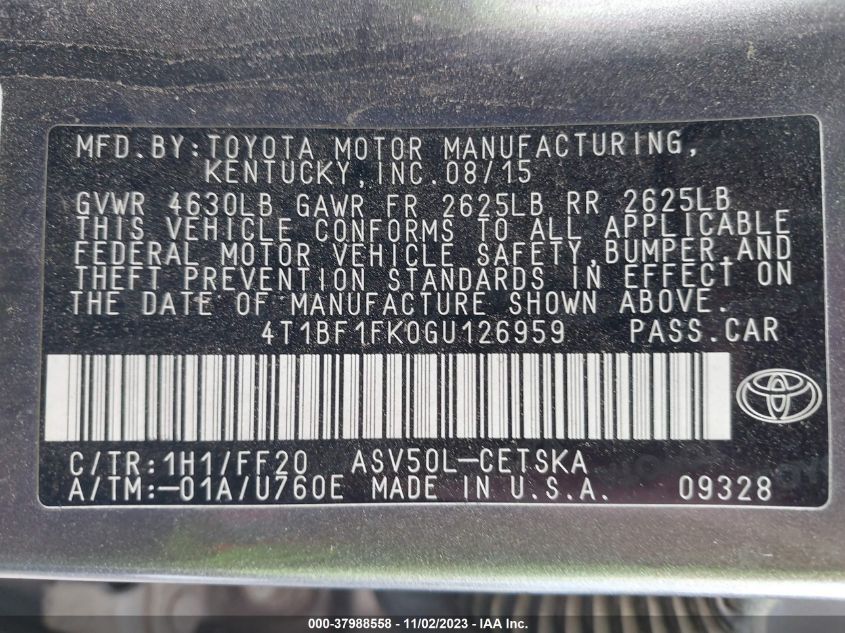 MFD.BY:TOYOTA MOTOR MANUFACTURING,
KENTUCKY,INC.08/15
GVWR 4630LB GAWR FR 2625LB RR 2625LB
THIS VEHICLE CONFORMS TO ALL APPLICABLE
FEDERAL MOTOR VEHICLE SAFETY,BUMPER,AND
THEFT PREVENTION STANDARDS IN EFFECT ON
THE DATE OF MANUFACTURE SHOWN ABOVE.
4T1BF1FK0GU126959 PASS.CAR
C/TR:1H1/FF20 ASV50L-CETSKA
A/TM:-01A/U760E MADE IN U.S.A. 09328
000-37988558 - 11/02/2023 - IAA Inc.